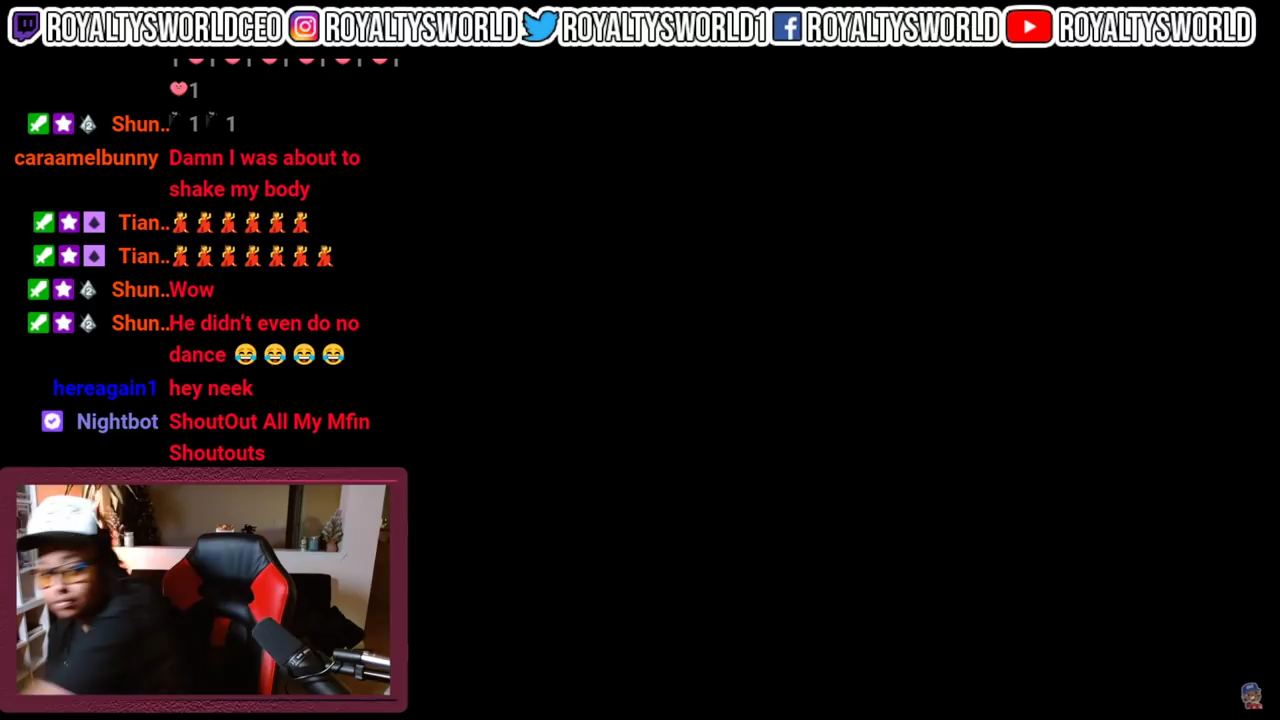 ROYALTYSWORLDCEO ROYALTYSWORLD ROYALTYSWORLD1 ROYALTYSWORLD ROYALTYSWORLD
1
Shun.. 1 1
caraamelbunny Damn I was about to
shake my body
Tian..
Tian..
Shun.. Wow
Shun.. He didn't even do no
dance 😂 😂 😂 😂
hereagain1 hey neek
Nightbot ShoutOut All My Mfin
Shoutouts